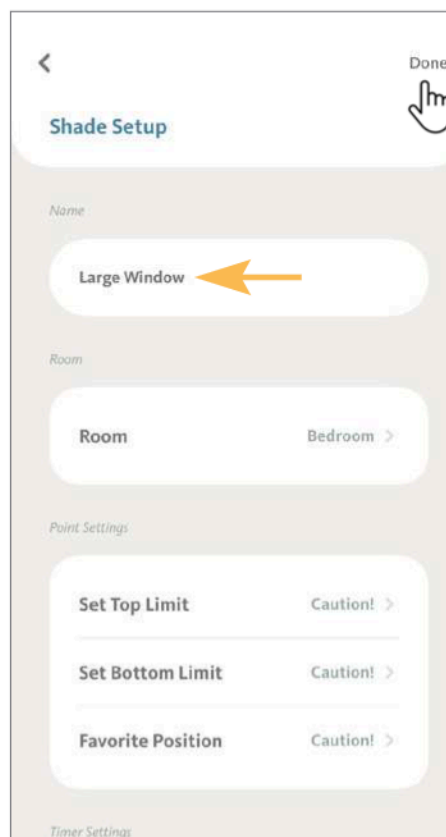 Done
Shade Setup
Name
Large Window
Room
Room Bedroom
Point Settings
Set Top Limit Caution!
Set Bottom Limit Caution!
Favorite Position Caution!
Timer Settings